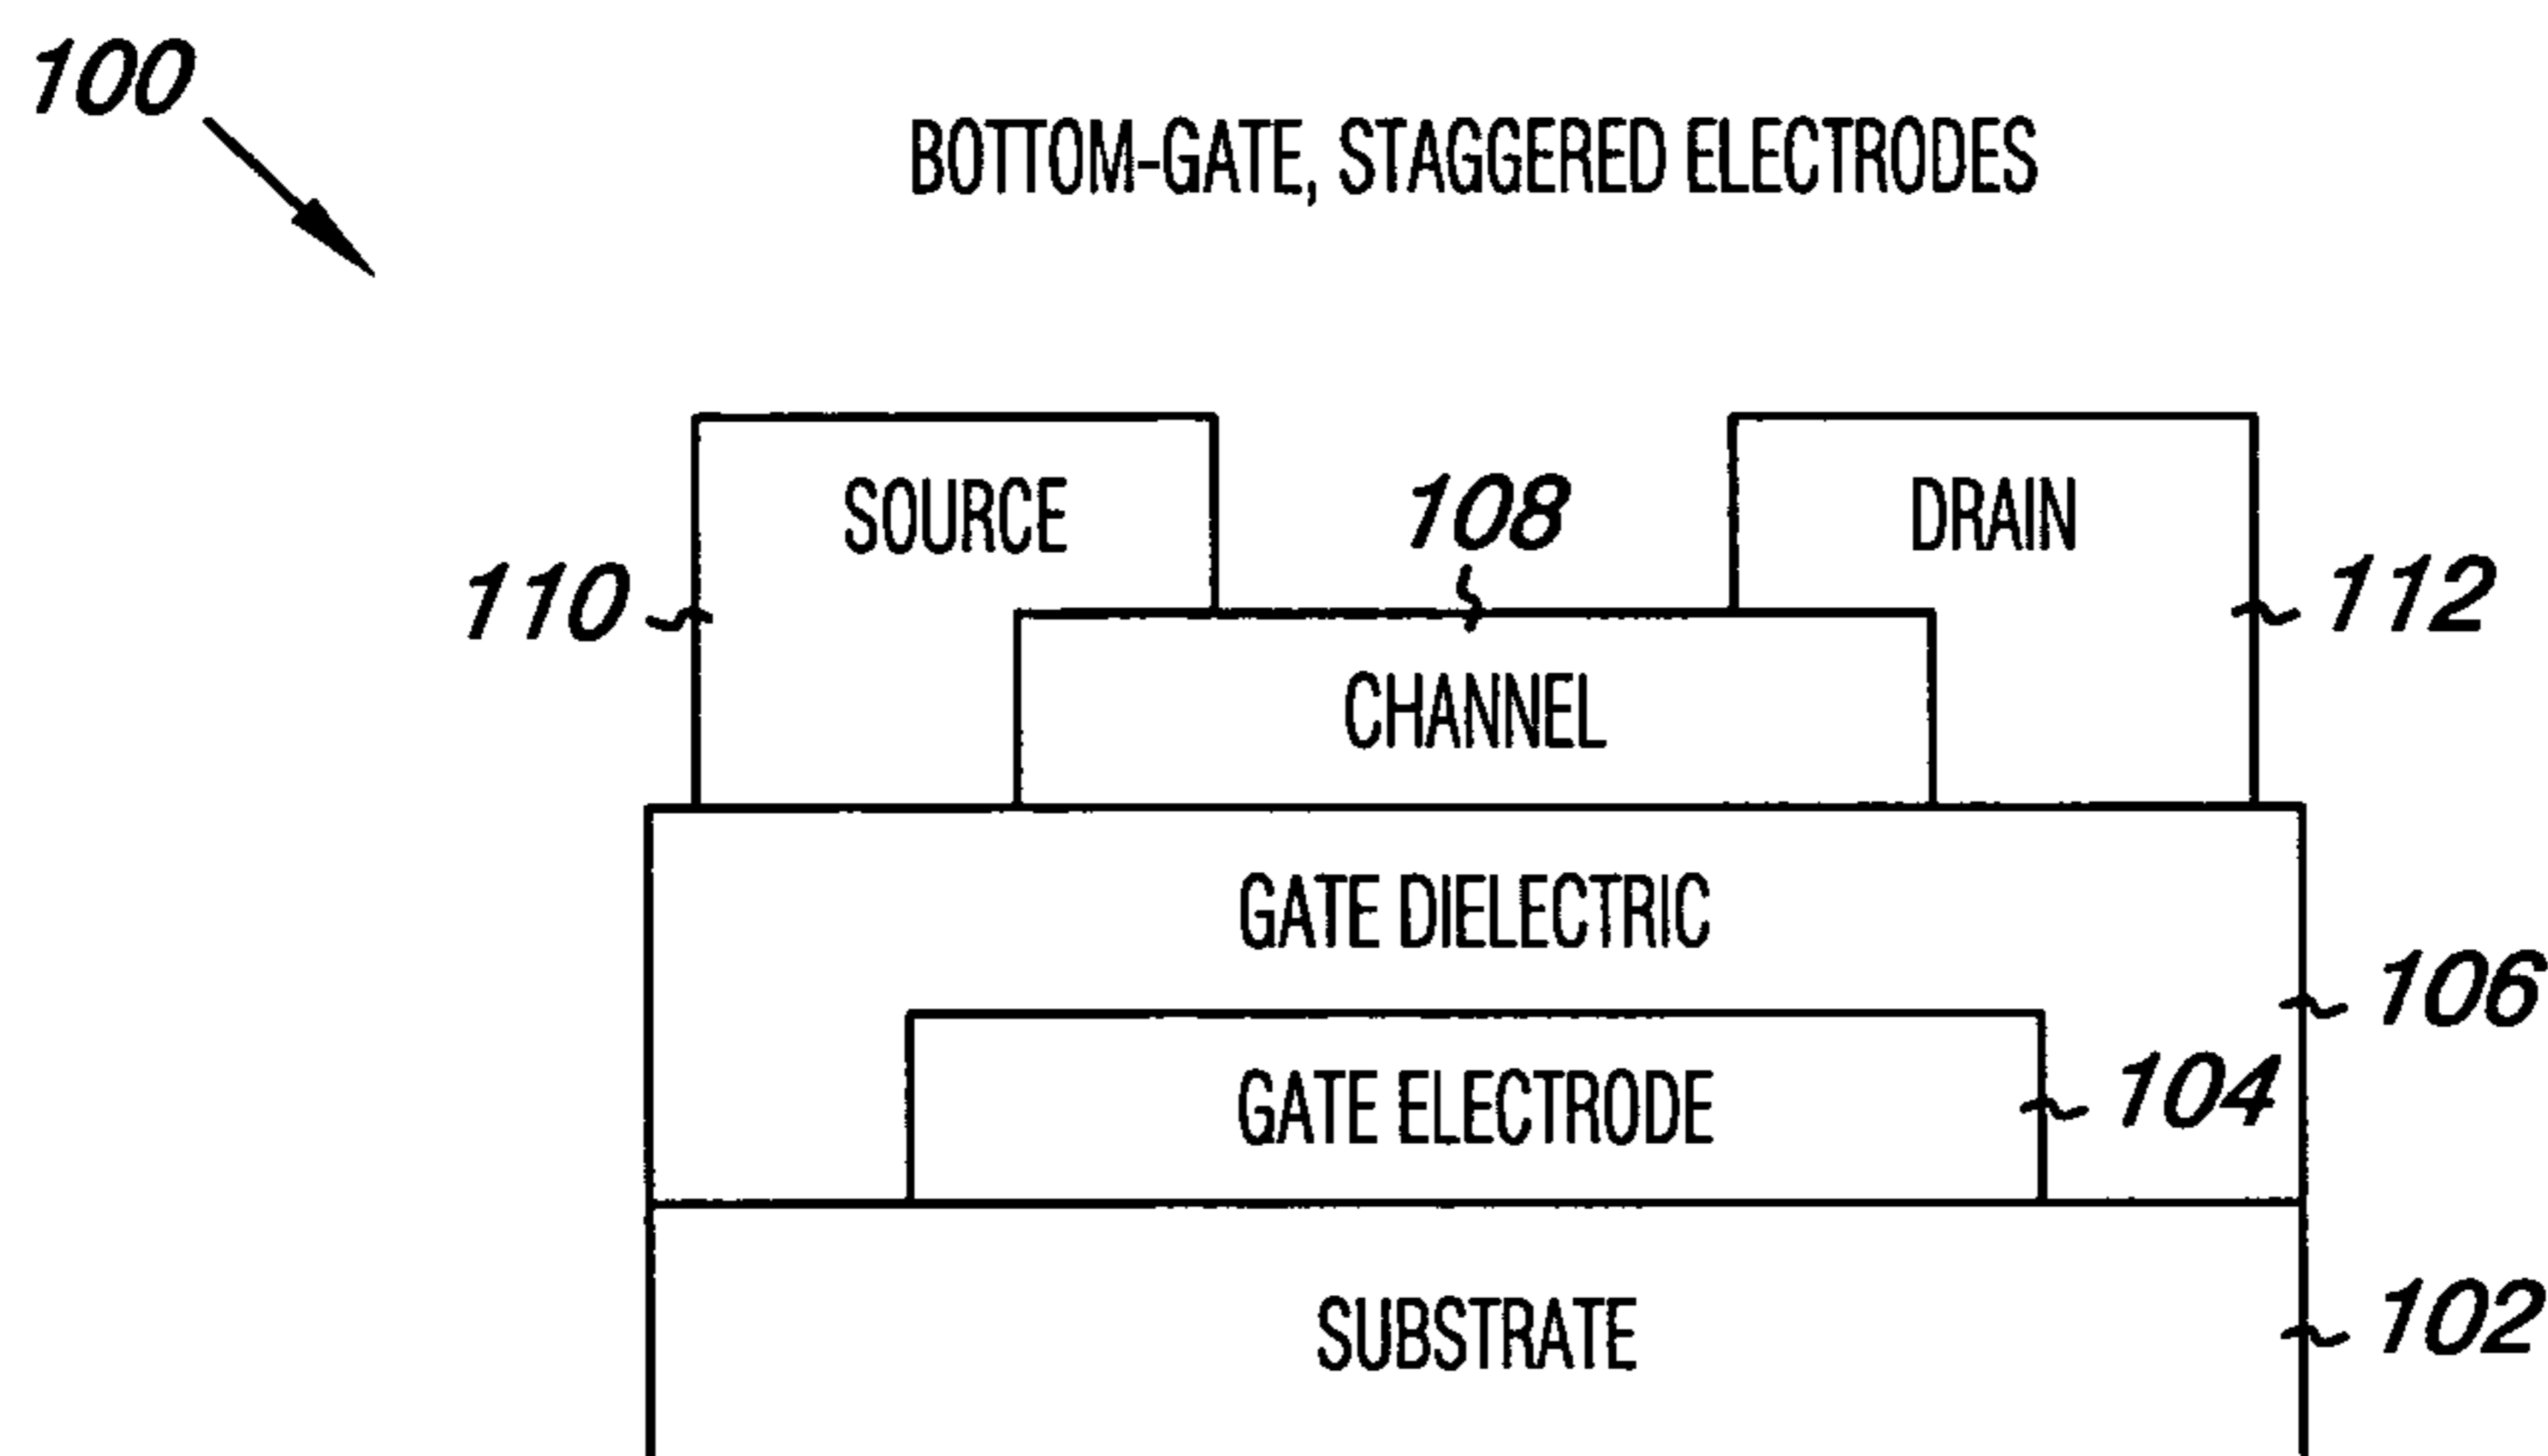 100
BOTTOM-GATE, STAGGERED ELECTRODES
SOURCE
108
DRAIN
110
112
CHANNEL
GATE DIELECTRIC
106
GATE ELECTRODE
104
SUBSTRATE
102